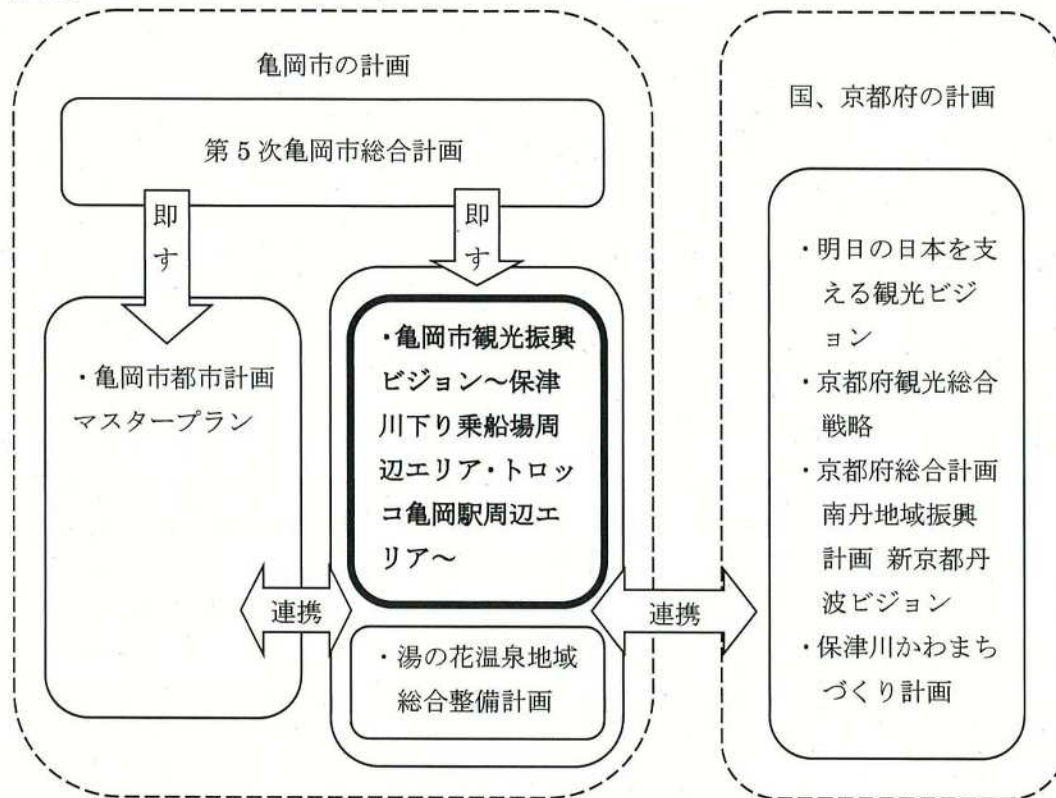 亀岡市の計画
第5次亀岡市総合計画
即す
即す
・亀岡市都市計画
マスタープラン
・亀岡市観光振興
ビジョン～保津
川下り乗船場周
辺エリア・トロッ
コ亀岡駅周辺エ
リア～
連携
・湯の花温泉地域
総合整備計画
連携
国、京都府の計画
・明日の日本を支
える観光ビジ
ョン
・京都府観光総合
戦略
・京都府総合計画
南丹地域振興
計画 新京都丹
波ビジョン
・保津川かわまち
づくり計画